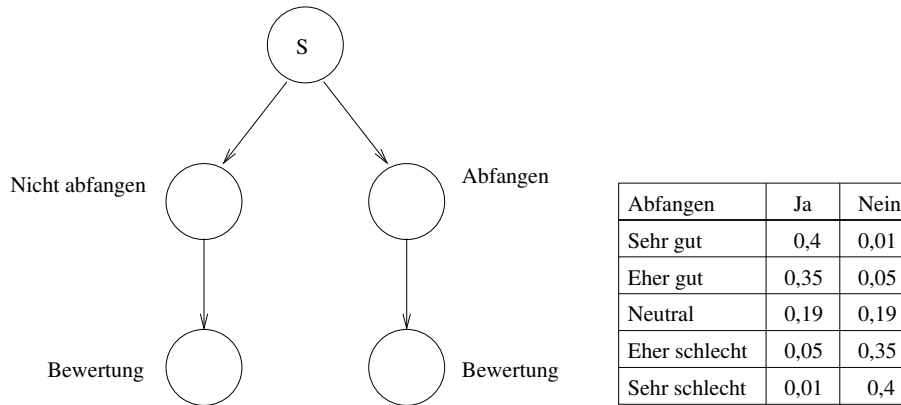 S
Nicht abfangen
Abfangen
Bewertung
Bewertung
Abfangen Ja Nein
Sehr gut 0,4 0,01
Eher gut 0,35 0,05
Neutral 0,19 0,19
Eher schlecht 0,05 0,35
Sehr schlecht 0,01 0,4